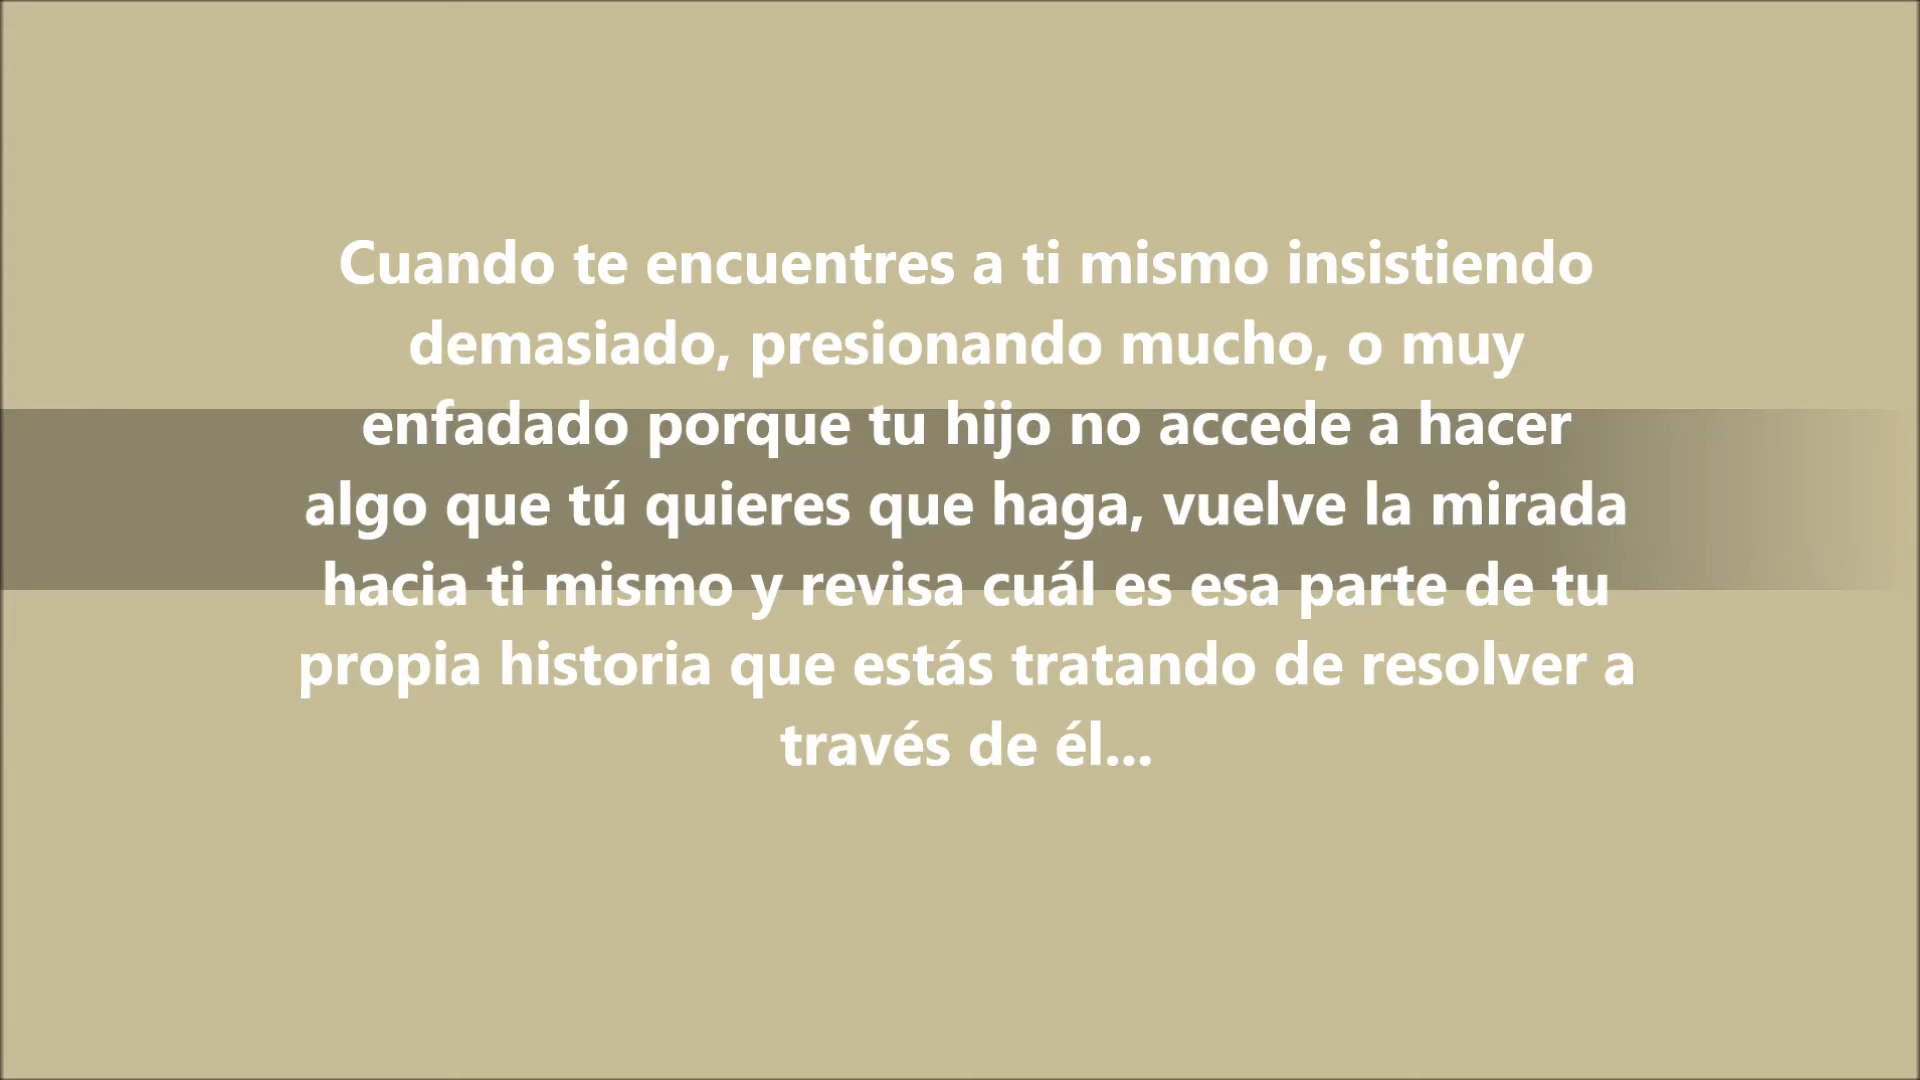 Cuando te encuentres a ti mismo insistiendo
demasiado, presionando mucho, o muy
enfadado porque tu hijo no accede a hacer
algo que tú quieres que haga, vuelve la mirada
hacia ti mismo y revisa cuál es esa parte de tu
propia historia que estás tratando de resolver a
través de él...